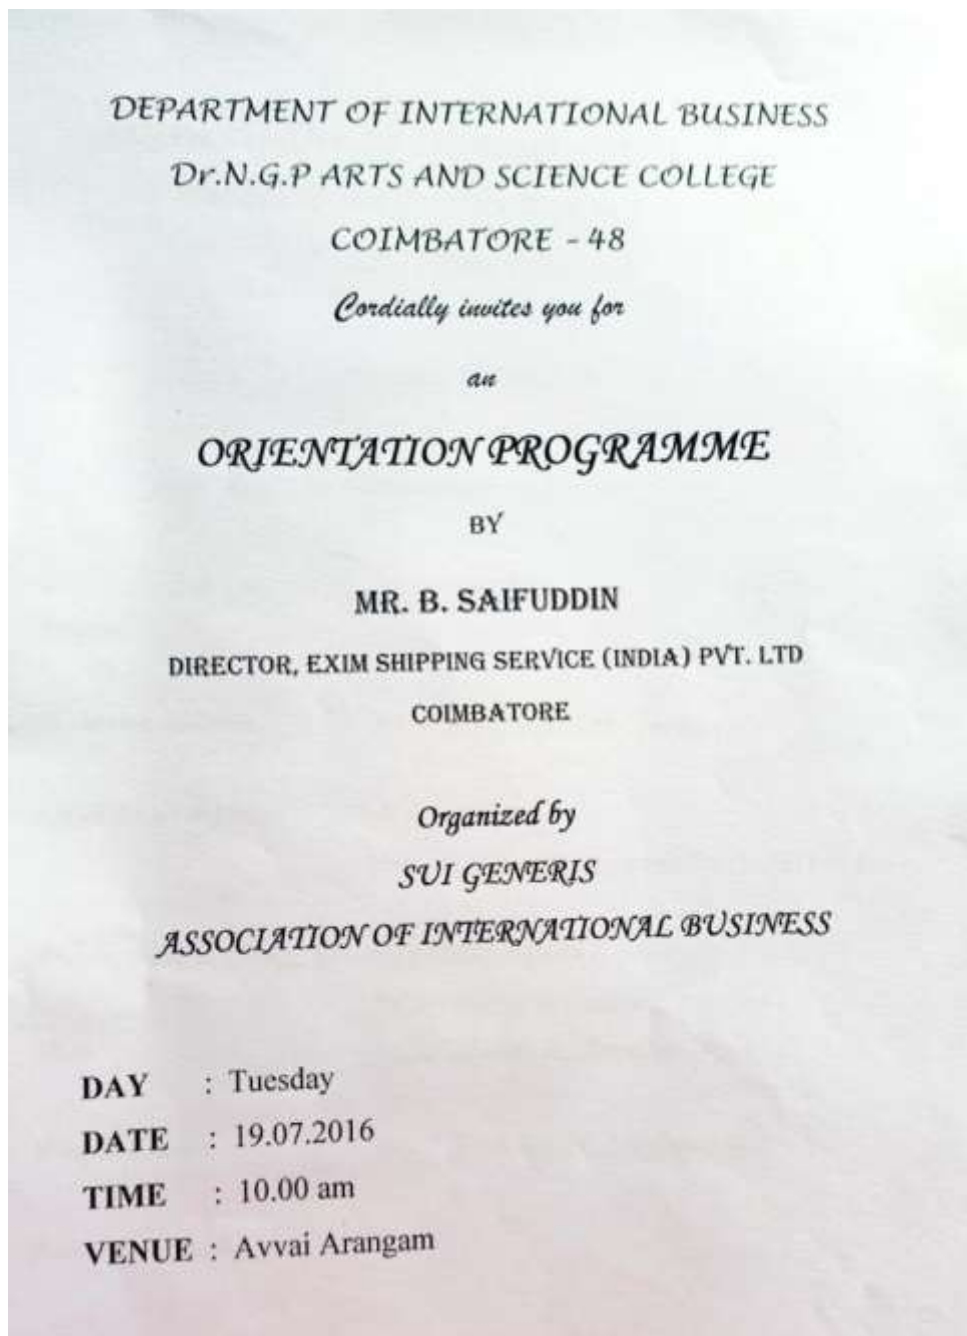 DEPARTMENT OF INTERNATIONAL BUSINESS
Dr.N.G.P ARTS AND SCIENCE COLLEGE
COIMBATORE - 48
Cordially invites you for
an
ORIENTATION PROGRAMME
BY
MR. B. SAIFUDDIN
DIRECTOR, EXIM SHIPPING SERVICE (INDIA) PVT. LTD
COIMBATORE
Organized by
SUI GENERIS
ASSOCIATION OF INTERNATIONAL BUSINESS
DAY : Tuesday
DATE : 19.07.2016
TIME : 10.00 am
VENUE : Avvai Arangam